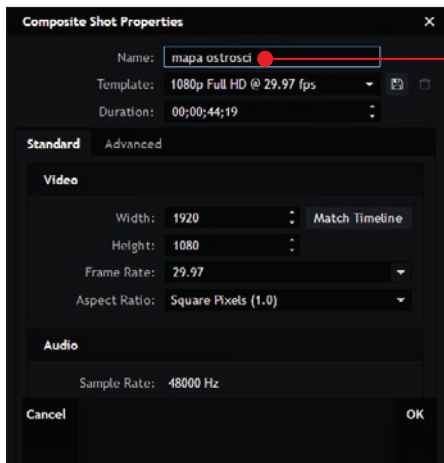 Composite Shot Properties
Name: mapa ostrosci
Template: 1080p Full HD @ 29.97 fps
Duration: 00;00;44;19
Standard Advanced
Video
Width: 1920 Match Timeline
Height: 1080
Frame Rate: 29.97
Aspect Ratio: Square Pixels (1.0)
Audio
Sample Rate: 48000 Hz
Cancel OK